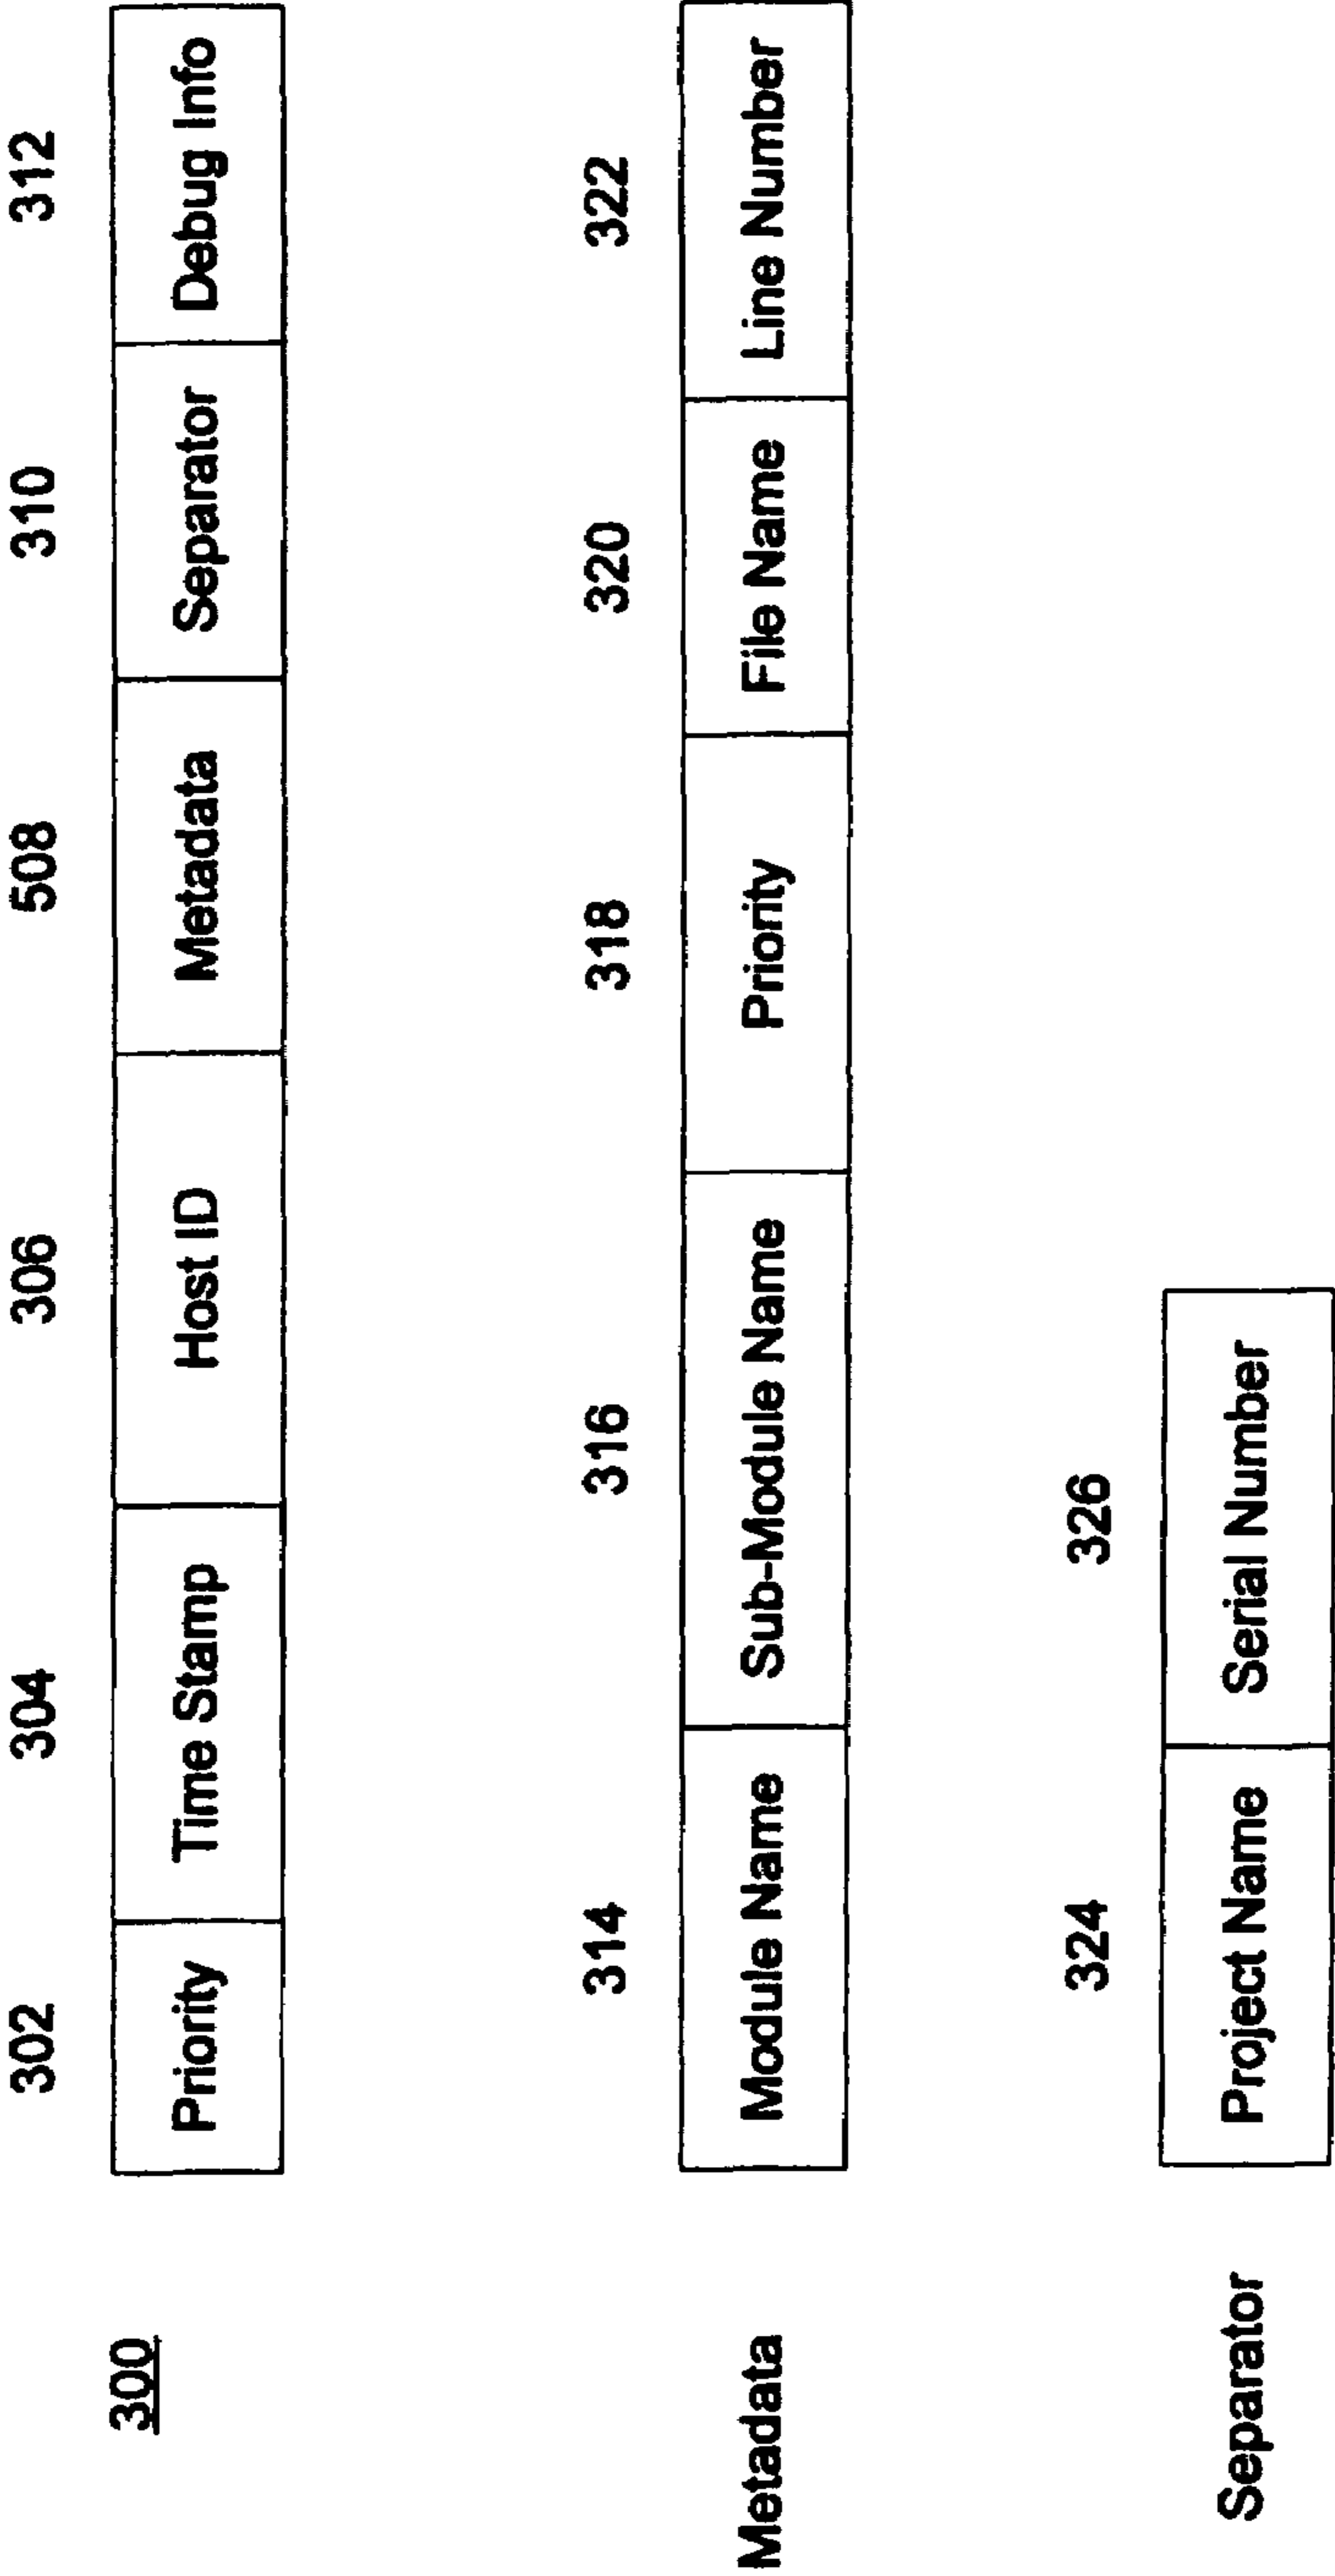 302 304 306 508 310 312
300 Priority Time Stamp Host ID Metadata Separator Debug Info
314 316 318 320 322
Metadata Module Name Sub-Module Name Priority File Name Line Number
324 326
Separator Project Name Serial Number